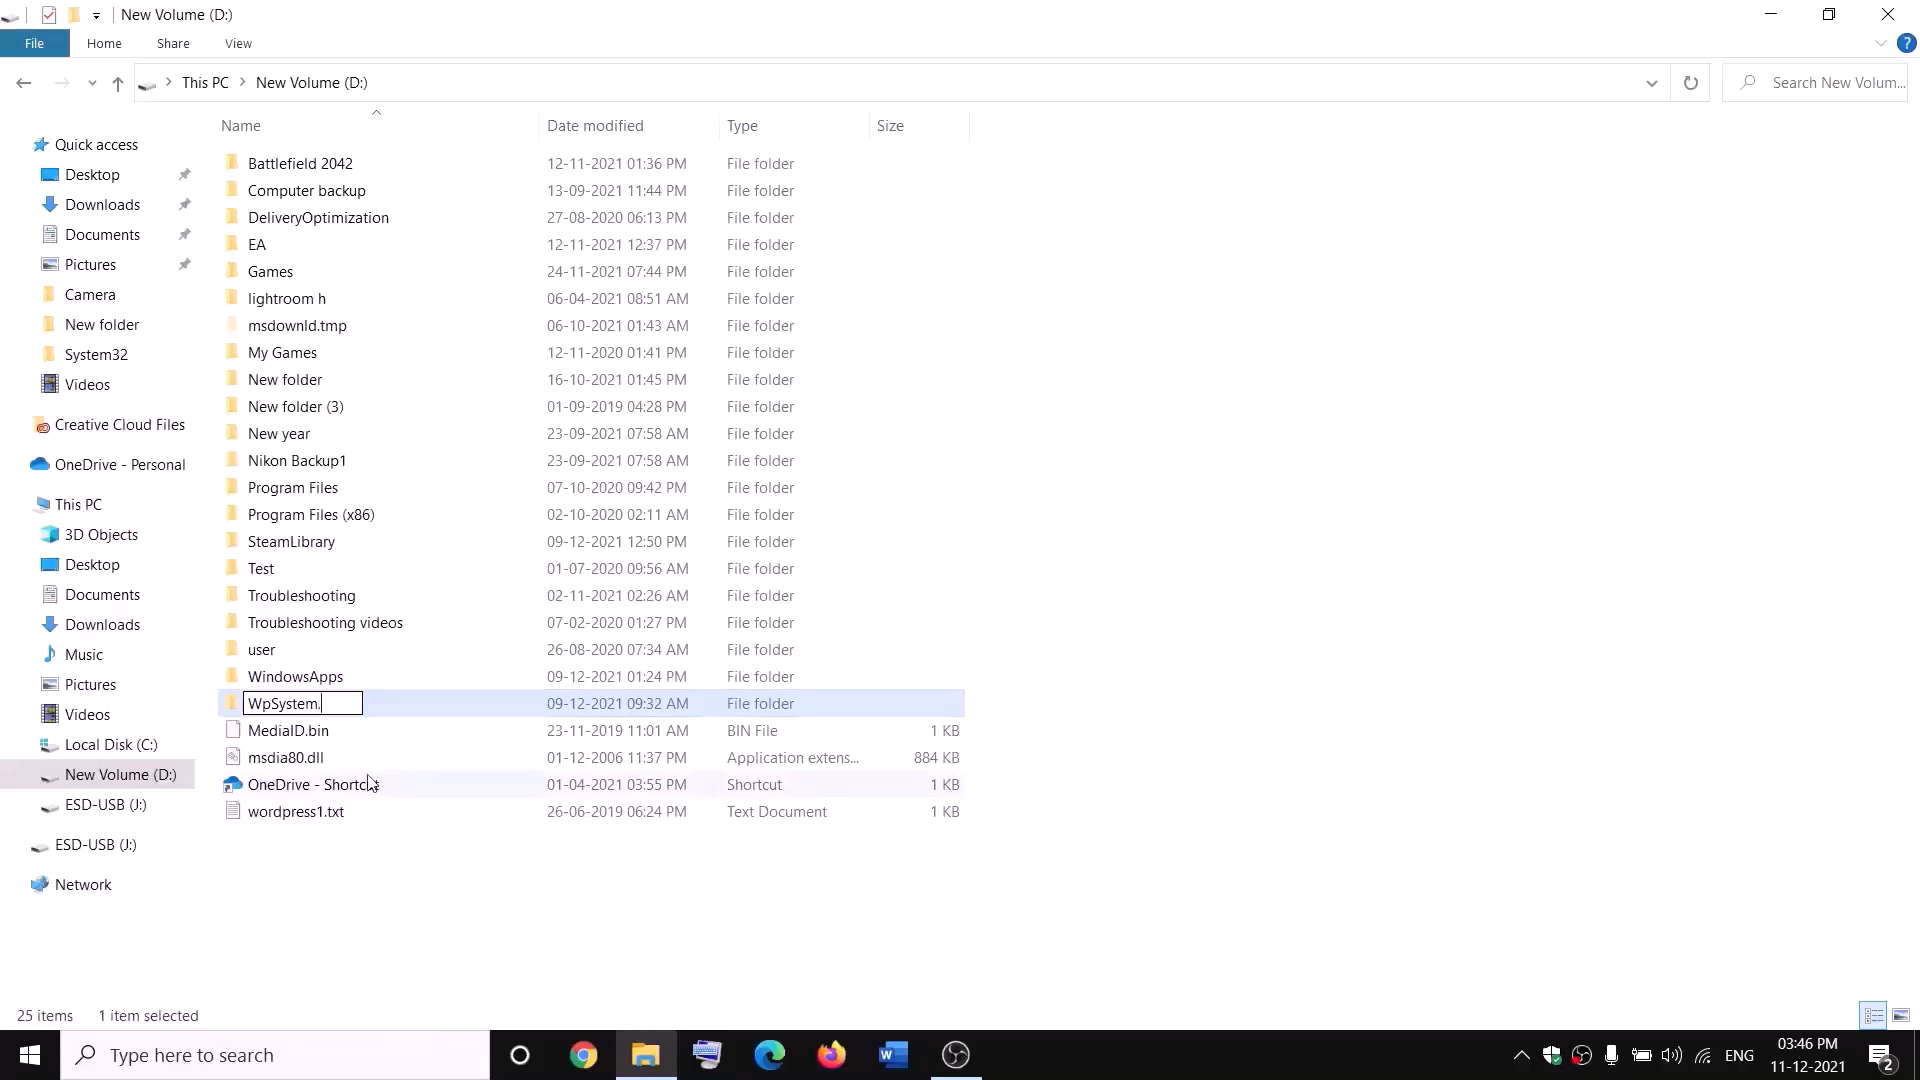 New Volume (D:)
File Home Share View
This PC New Volume (D:) Search New Volum...
Name Date modified Type Size
Quick access
Desktop
Downloads
Documents
Pictures
Camera
New folder
System32
Videos
Creative Cloud Files
OneDrive - Personal
This PC
3D Objects
Desktop
Documents
Downloads
Music
Pictures
Videos
Local Disk (C:)
New Volume (D:)
ESD-USB (J:)
ESD-USB (J:)
Network
Battlefield 2042 12-11-2021 01:36 PM File folder
Computer backup 13-09-2021 11:44 PM File folder
DeliveryOptimization 27-08-2020 06:13 PM File folder
EA 12-11-2021 12:37 PM File folder
Games 24-11-2021 07:44 PM File folder
lightroom h 06-04-2021 08:51 AM File folder
msdownld.tmp 06-10-2021 01:43 AM File folder
My Games 12-11-2020 01:41 PM File folder
New folder 16-10-2021 01:45 PM File folder
New folder (3) 01-09-2019 04:28 PM File folder
New year 23-09-2021 07:58 AM File folder
Nikon Backup1 23-09-2021 07:58 AM File folder
Program Files 07-10-2020 09:42 PM File folder
Program Files (x86) 02-10-2020 02:11 AM File folder
SteamLibrary 09-12-2021 12:50 PM File folder
Test 01-07-2020 09:56 AM File folder
Troubleshooting 02-11-2021 02:26 AM File folder
Troubleshooting videos 07-02-2020 01:27 PM File folder
user 26-08-2020 07:34 AM File folder
WindowsApps 09-12-2021 01:24 PM File folder
WpSystem. 09-12-2021 09:32 AM File folder
MediaID.bin 23-11-2019 11:01 AM BIN File 1 KB
msdia80.dll 01-12-2006 11:37 PM Application extens... 884 KB
OneDrive - Shortcut 01-04-2021 03:55 PM Shortcut 1 KB
wordpress1.txt 26-06-2019 06:24 PM Text Document 1 KB
25 items 1 item selected
Type here to search
ENG
03:46 PM
11-12-2021
2